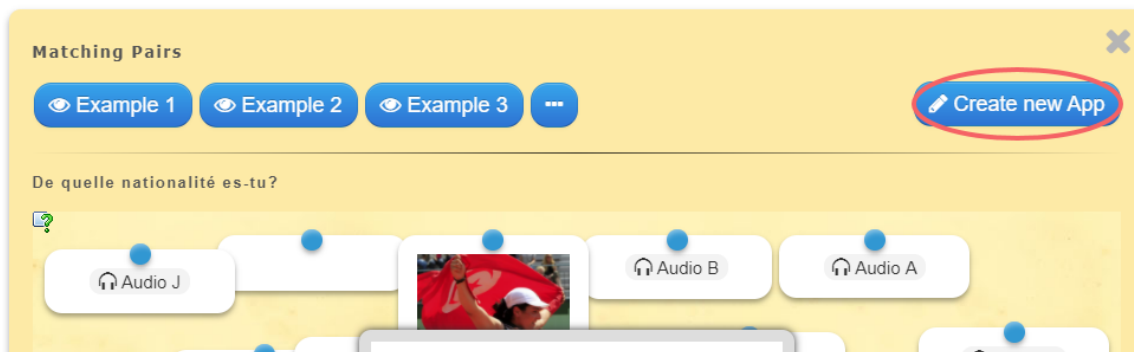 Matching Pairs
Example 1 Example 2 Example 3 Create new App
De quelle nationalité es-tu?
Audio J Audio B Audio A